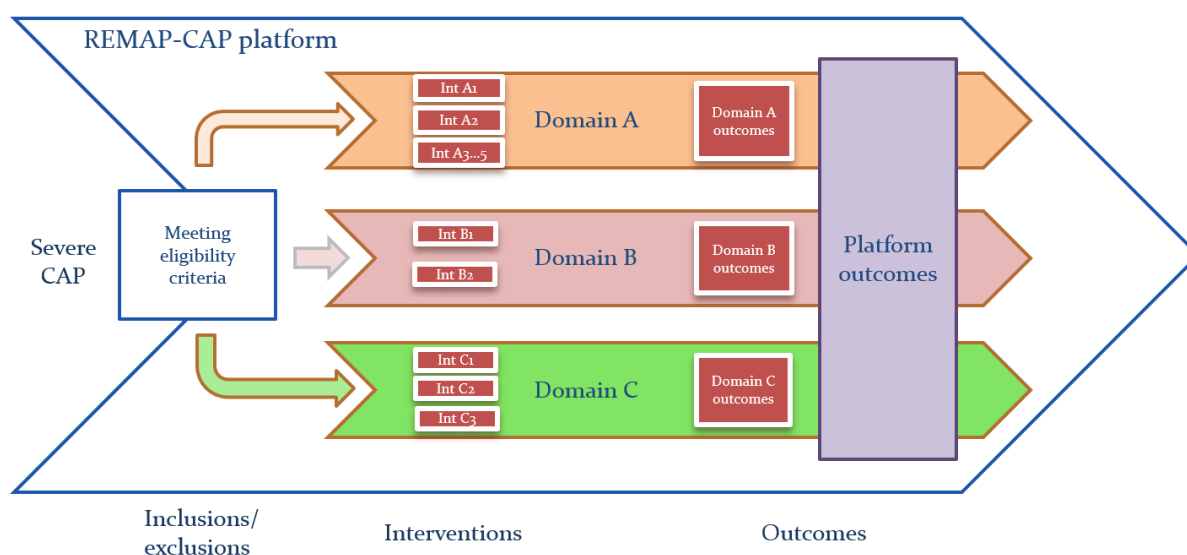 REMAP-CAP platform
Int A1
Int A2
Int A3...5
Domain A
Domain A
outcomes
Severe
CAP
Meeting
eligibility
criteria
Int B1
Int B2
Domain B
Domain B
outcomes
Platform
outcomes
Int C1
Int C2
Int C3
Domain C
Domain C
outcomes
Inclusions/
exclusions
Interventions
Outcomes